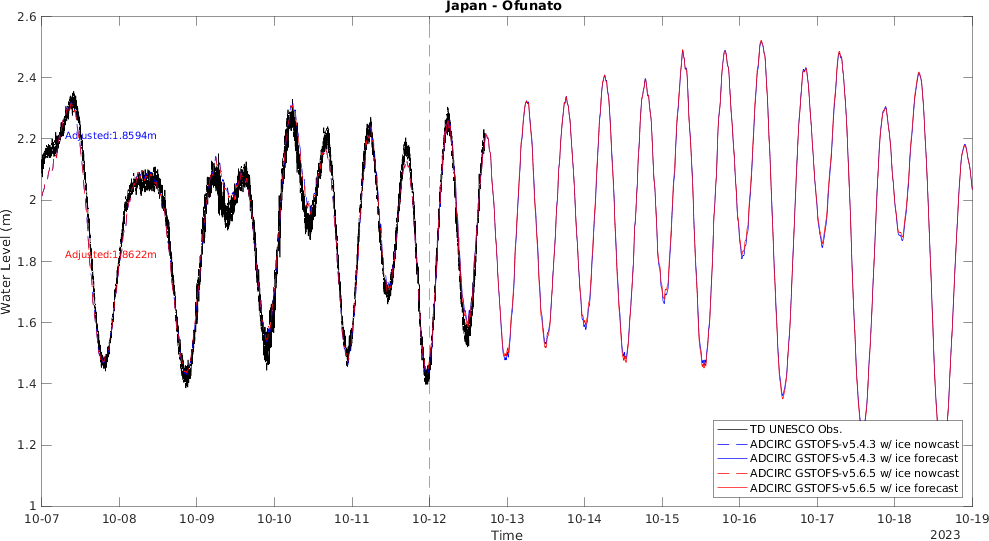 Japan - Ofunato
2.6
2.4
2.2
2
1.8
1.6
1.4
1.2
1
Water Level (m)
Adjusted:1.8594m
Adjusted:1.8622m
TD UNESCO Obs.
ADCIRC GSTOFS-v5.4.3 w/ ice nowcast
ADCIRC GSTOFS-v5.4.3 w/ ice forecast
ADCIRC GSTOFS-v5.6.5 w/ ice nowcast
ADCIRC GSTOFS-v5.6.5 w/ ice forecast
10-07 10-08 10-09 10-10 10-11 10-12 10-13 10-14 10-15 10-16 10-17 10-18 10-19
Time
2023